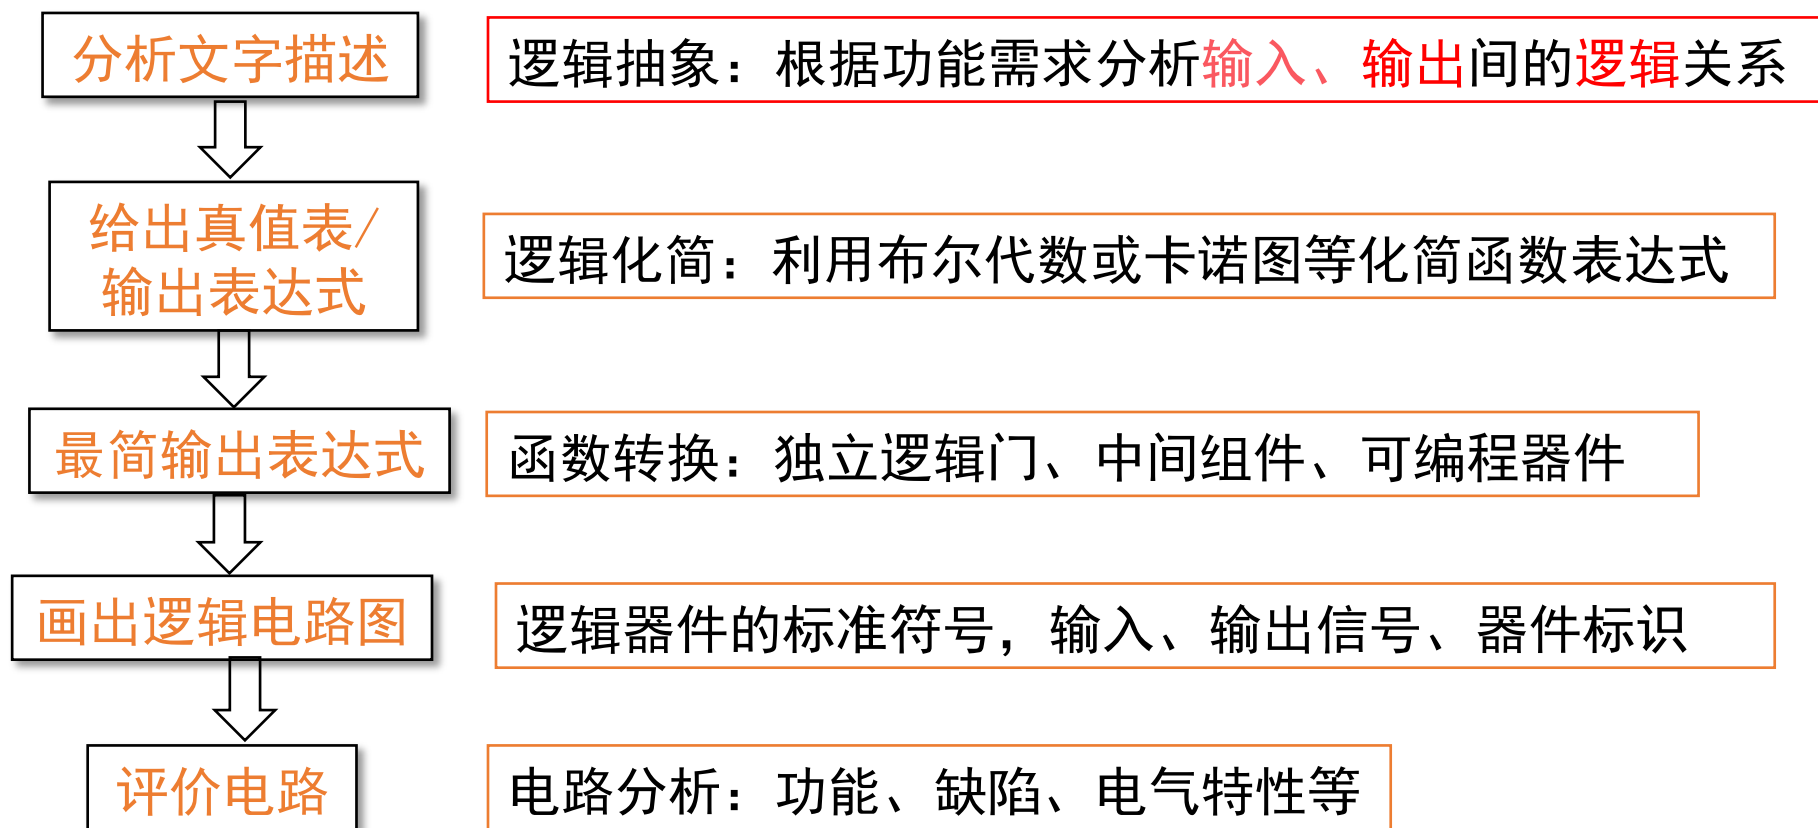 分析文字描述
逻辑抽象：根据功能需求分析输入、输出间的逻辑关系
给出真值表/
输出表达式
逻辑化简：利用布尔代数或卡诺图等化简函数表达式
最简输出表达式
函数转换：独立逻辑门、中间组件、可编程器件
画出逻辑电路图
逻辑器件的标准符号，输入、输出信号、器件标识
评价电路
电路分析：功能、缺陷、电气特性等